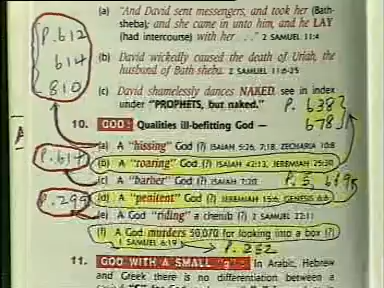 (a) "And David sent messengers, and took her (Bath-
sheba); and she came in unto him, and he LAY
(had intercourse) with her . . ." 2 SAMUEL 11:4
(b) David wickedly caused the death of Uriah, the
husband of Bath-sheba. 2 SAMUEL 11:6-25
(c) David shamelessly dances NAKED, see in index
under "PROPHETS, but naked."
P.612
614
810
P. 638
678
10. GOD: Qualities ill-befitting God —
(a) A "hissing" God (?) ISAIAH 5:26, 7:18, ZECHARIA 10:8
P.614
(b) A "roaring" God (?) ISAIAH 42:13, JEREMIAH 25:30
(c) A "barber" God (?) ISAIAH 7:20.
P. 5,
(d) A "penitent" God (?) JEREMIAH 15:6, GENESIS 6:6
(e) A God "riding" a cherub (?) 2 SAMUEL 22:11
(f) A God murders 50,070 for looking into a box (?)
1 SAMUEL 6:19
P. 252
11. GOD WITH A SMALL "g": In Arabic, Hebrew
and Greek there is no differentiation between a